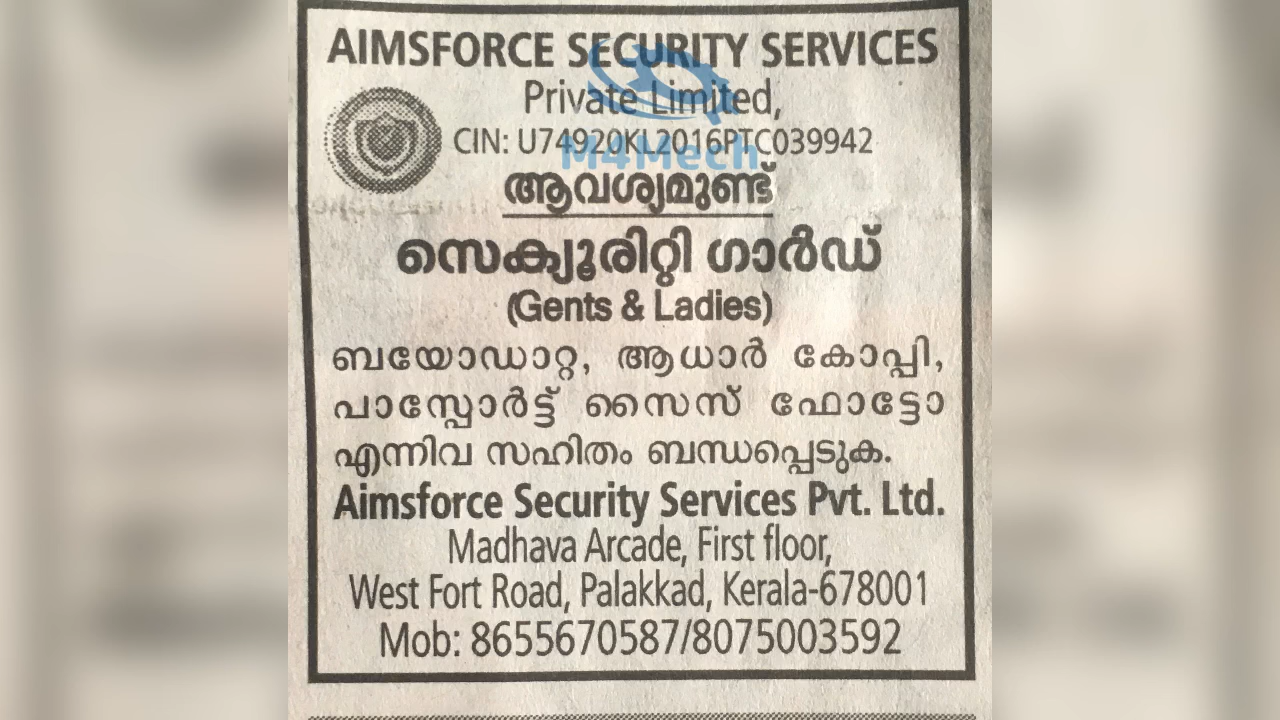 AIMSFORCE SECURITY SERVICES
Private Limited,
CIN: U74920KL2016PTC039942
M4Mech
ആവശ്യമുണ്ട്
സെക്യൂരിറ്റി ഗാർഡ്
(Gents & Ladies)
ബയോഡാറ്റ, ആധാർ കോപ്പി,
പാസ്പോർട്ട് സൈസ് ഫോട്ടോ
എന്നിവ സഹിതം ബന്ധപ്പെടുക.
Aimsforce Security Services Pvt. Ltd.
Madhava Arcade, First floor,
West Fort Road, Palakkad, Kerala-678001
Mob: 8655670587/8075003592